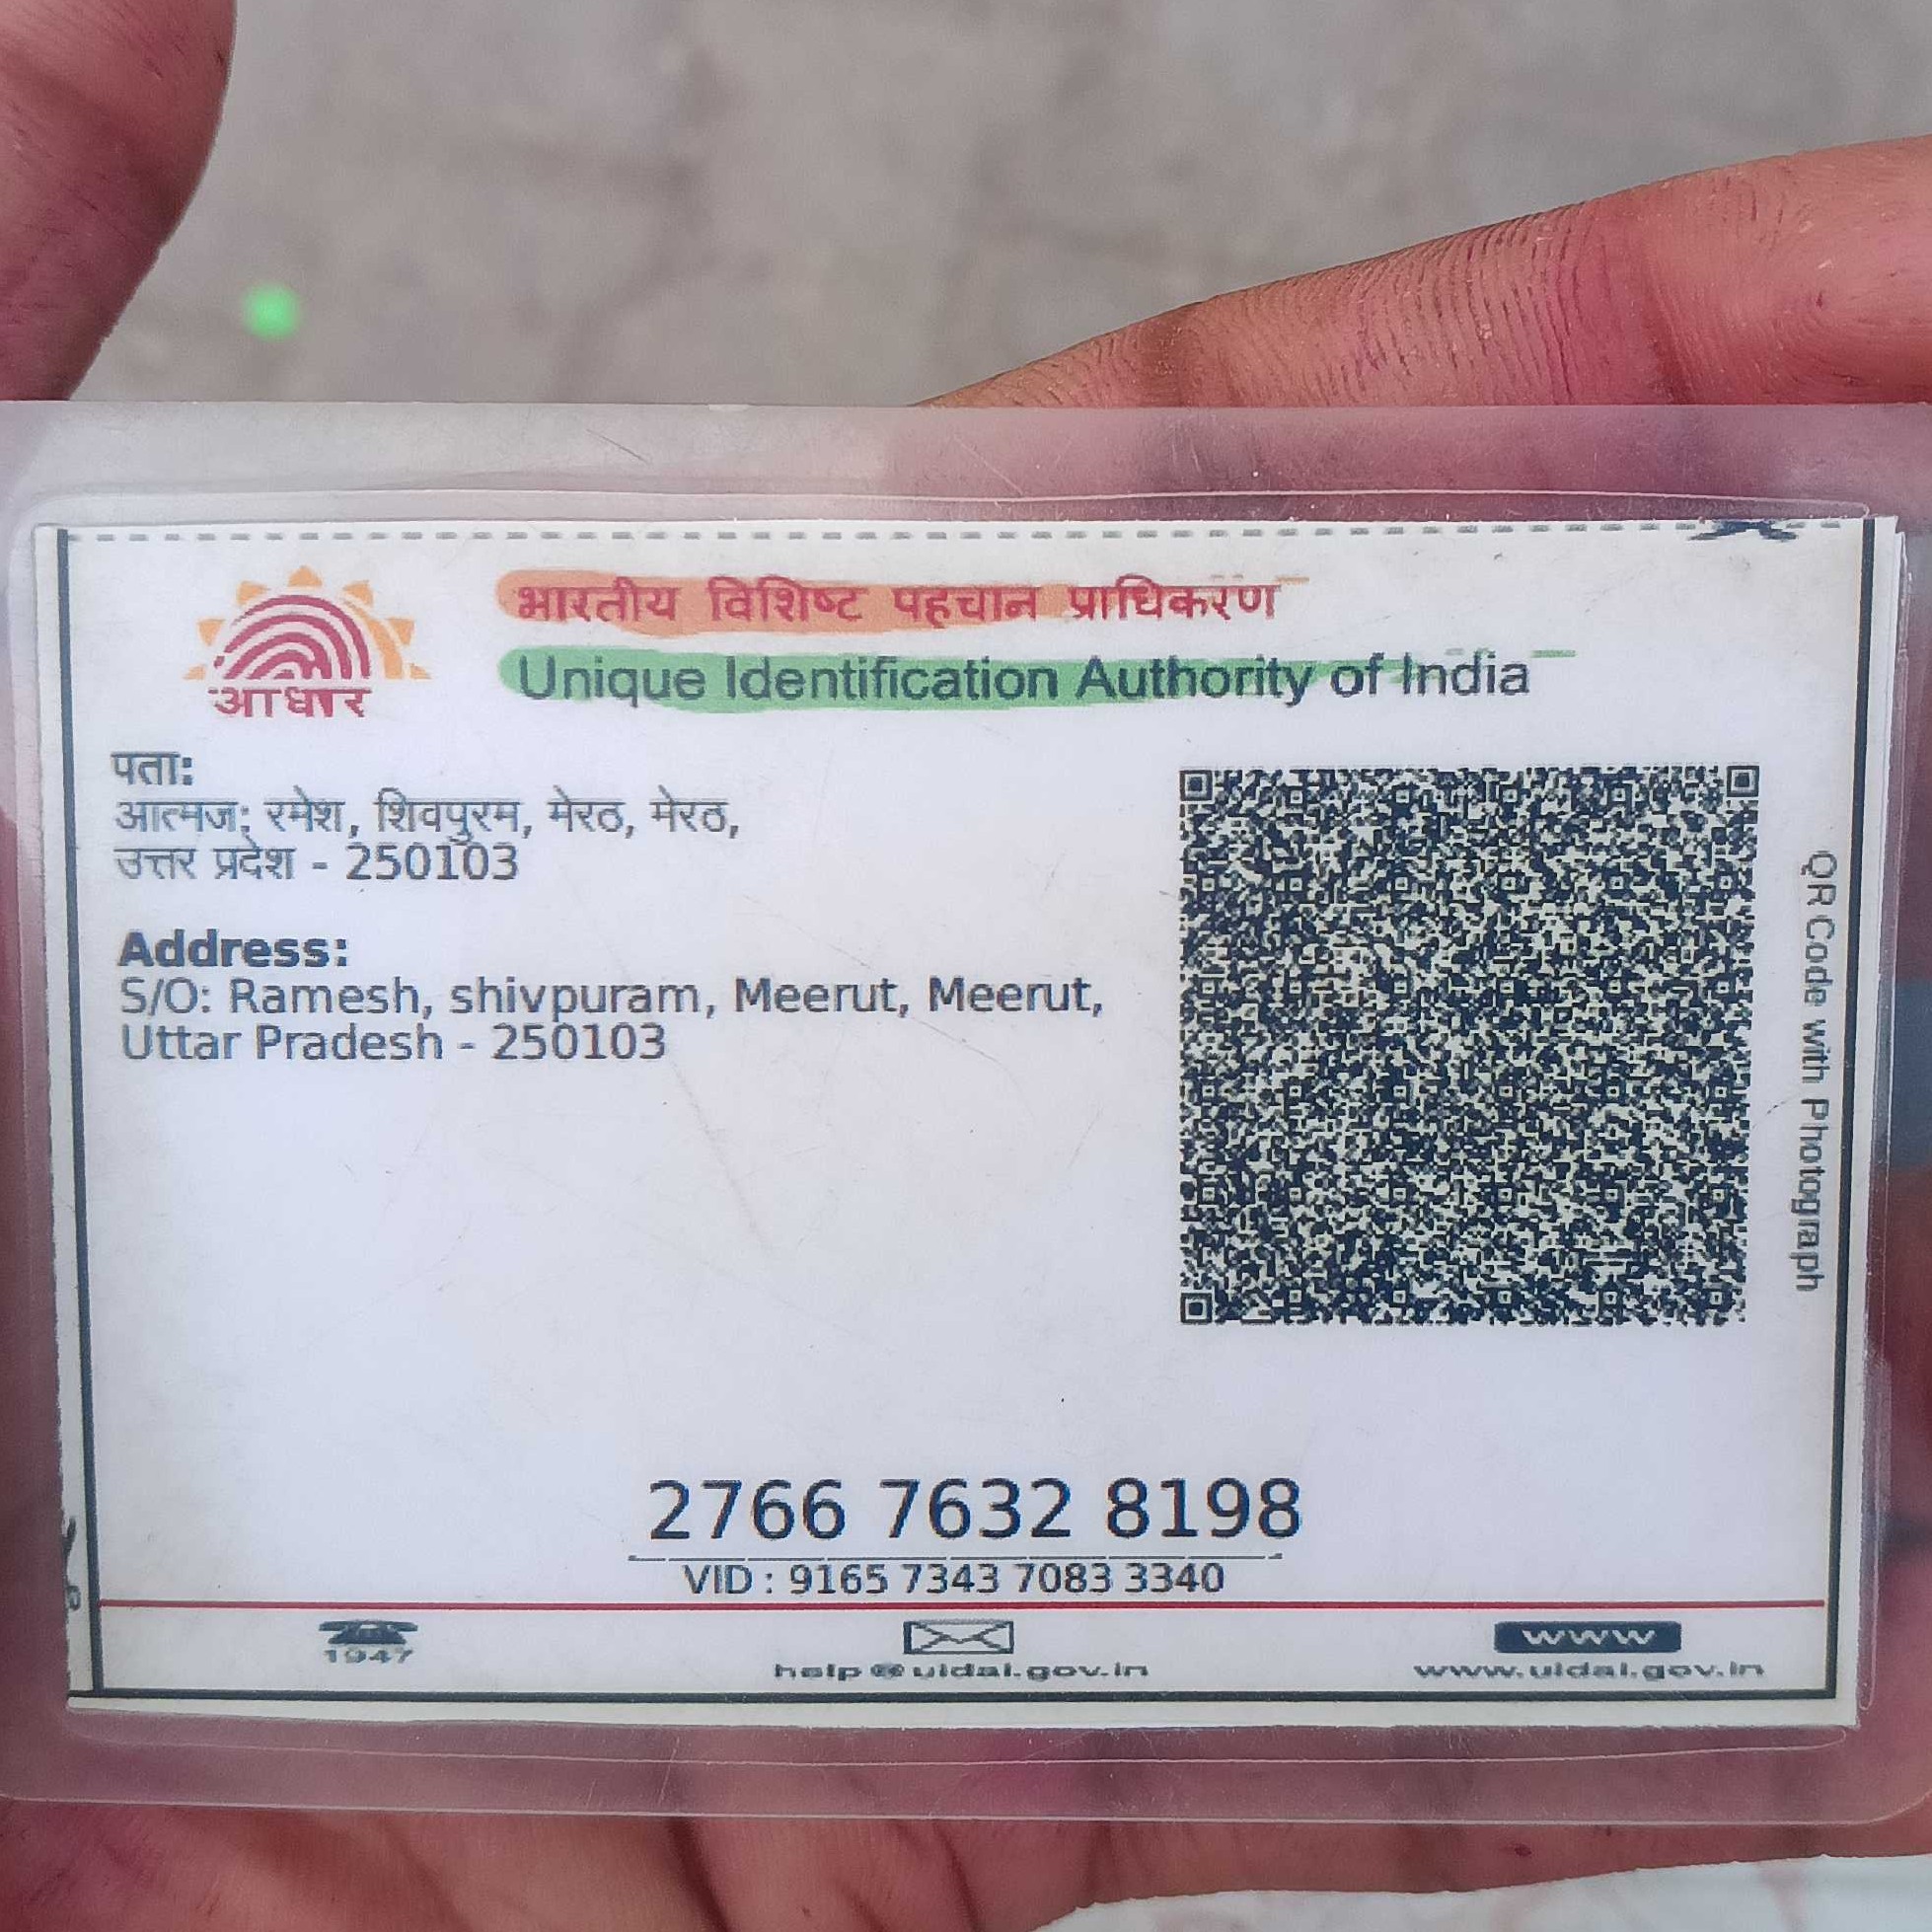 आधार
भारतीय विशिष्ट पहचान प्राधिकरण
Unique Identification Authority of India
पता:
आत्मज: रमेश, शिवपुरम, मेरठ, मेरठ,
उत्तर प्रदेश - 250103
Address:
S/O: Ramesh, shivpuram, Meerut, Meerut,
Uttar Pradesh - 250103
QR Code with Photograph
2766 7632 8198
VID : 9165 7343 7083 3340
1947
help@uidai.gov.in
www
www.uidai.gov.in